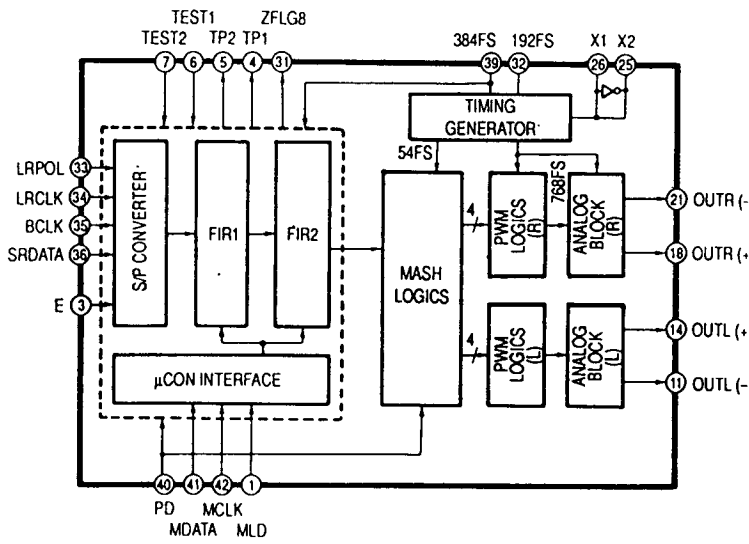 TEST1 ZFLG8
TEST2 TP2 TP1 384FS 192FS X1 X2
7 6 5 4 31 39 32 26 25
TIMING
GENERATOR
54FS
768FS
LRPOL 33
LRCLK 34
BCLK 35
SRDATA 36
E 3
S/P CONVERTER
FIR1
FIR2
MASH
LOGICS
4
PWM
LOGICS
(R)
ANALOG
BLOCK
(R)
21 OUTR (-
18 OUTR (+
4
PWM
LOGICS
(L)
ANALOG
BLOCK
(L)
14 OUTL (+
11 OUTL (-
μCON INTERFACE
40 41 42 1
PD MCLK
MDATA MLD